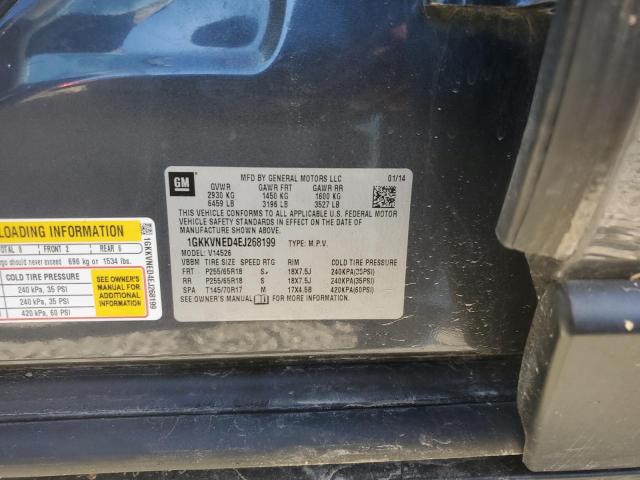 GM
MFD BY GENERAL MOTORS LLC 01/14
GVWR GAWR FRT GAWR RR
2930 KG 1450 KG 1600 KG
6459 LB 3196 LB 3527 LB
THIS VEHICLE CONFORMS TO ALL APPLICABLE U.S. FEDERAL MOTOR
VEHICLE SAFETY STANDARDS IN EFFECT ON THE DATE OF
MANUFACTURE SHOWN ABOVE.
1GKKVNED4EJ268199 TYPE: M.P.V.
V14526
VBBM TIRE SIZE SPEED RTG RIM COLD TIRE PRESSURE
FRT P255/65R18 S 18X7.5J 240KPA(35PSI)
RR P255/65R18 S 18X7.5J 240KPA(35PSI)
SPA T145/70R17 M 17X4.5B 420KPA(60PSI)
SEE OWNER'S MANUAL FOR ADDITIONAL INFORMATION.
LOADING INFORMATION
TOTAL 8 FRONT 2 REAR 6
cargo should never exceed 696 kg or 1534 lbs.
COLD TIRE PRESSURE
240 kPa, 35 PSI
240 kPa, 35 PSI
420 kPa, 60 PSI
SEE OWNER'S
MANUAL FOR
ADDITIONAL
INFORMATION
1GKKVNED4EJ268199